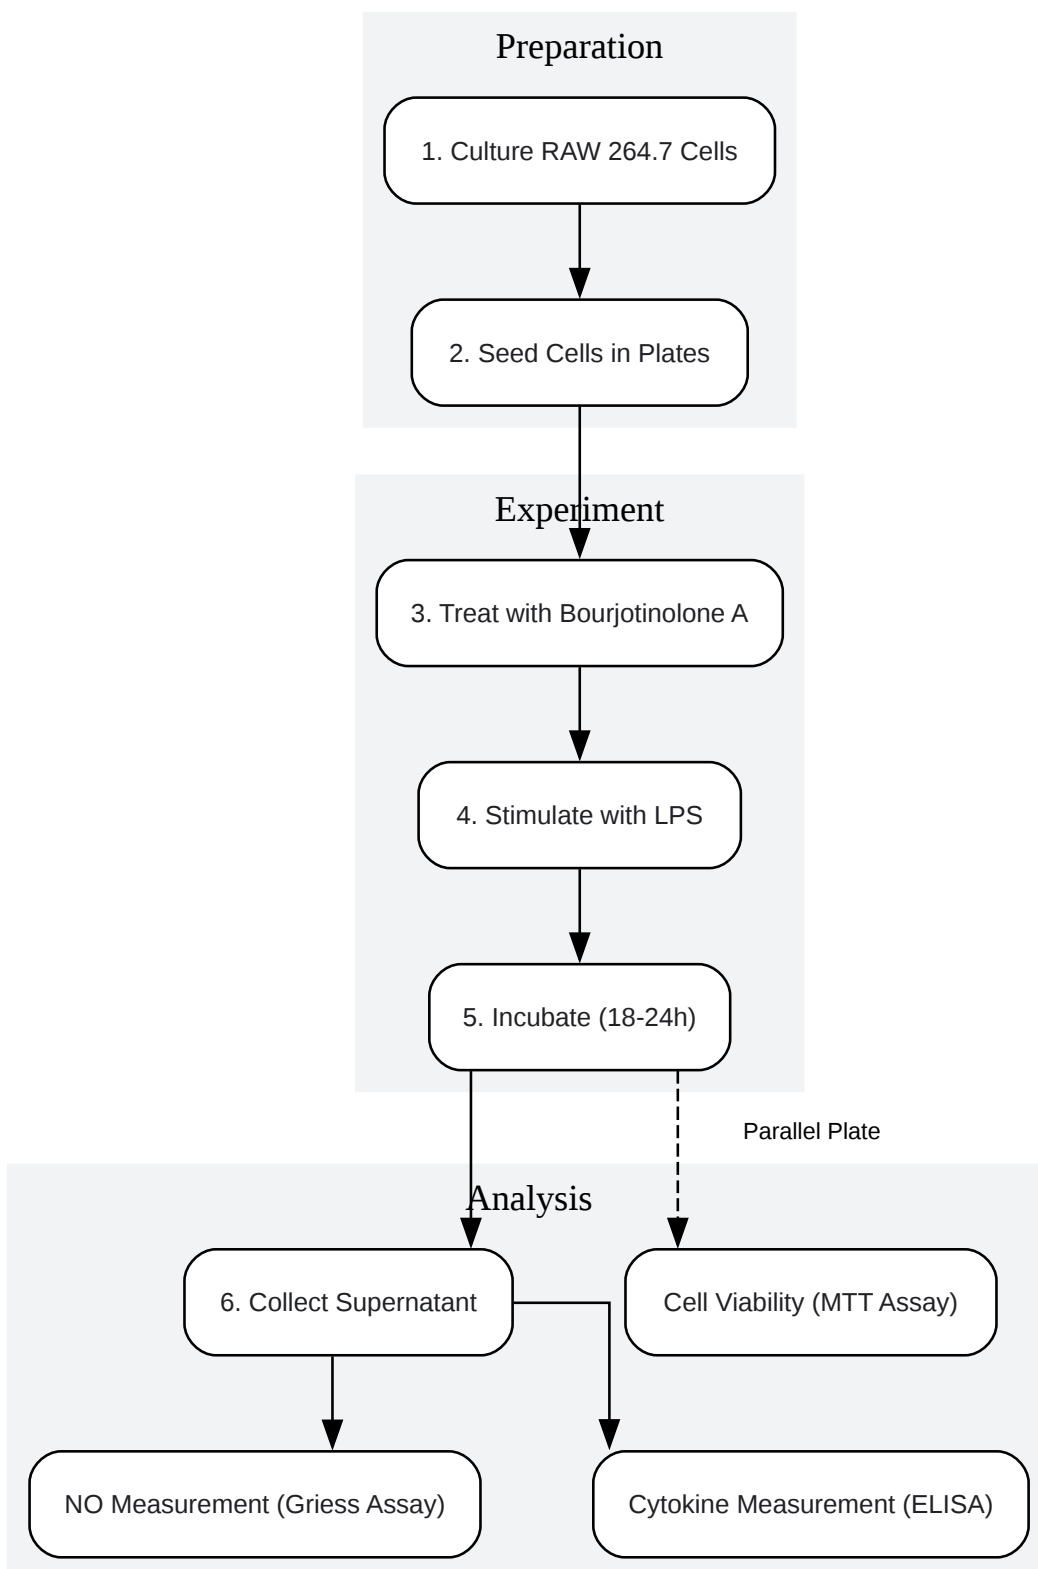 Preparation
1. Culture RAW 264.7 Cells
2. Seed Cells in Plates
Experiment
3. Treat with Bourjotinolone A
4. Stimulate with LPS
5. Incubate (18-24h)
Parallel Plate
Analysis
6. Collect Supernatant
Cell Viability (MTT Assay)
NO Measurement (Griess Assay)
Cytokine Measurement (ELISA)